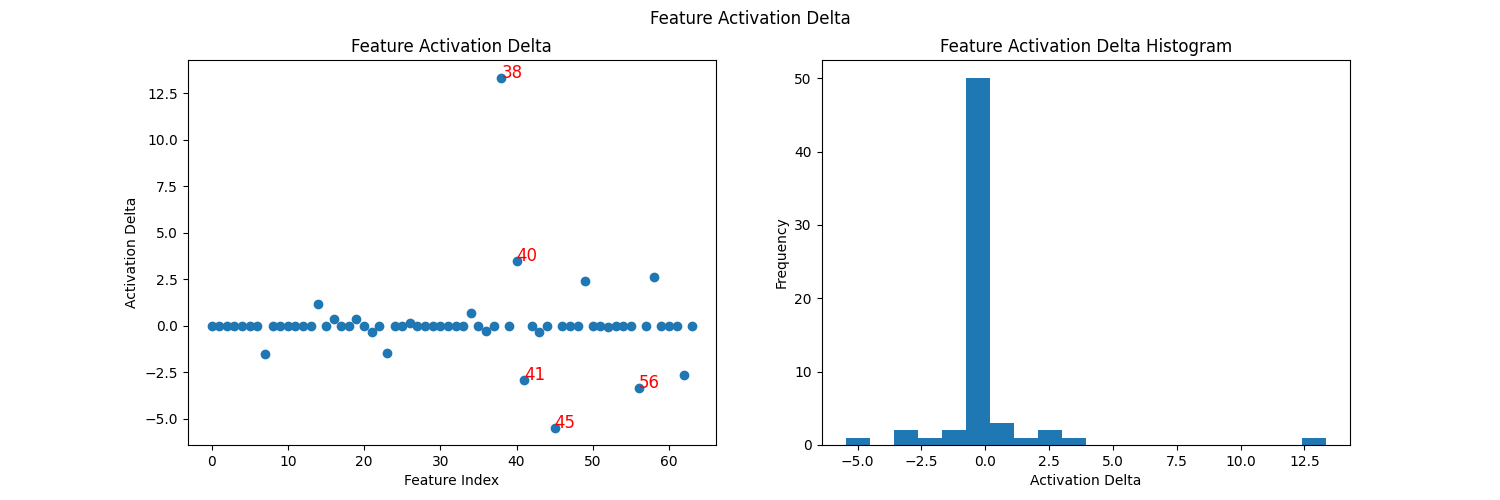 Feature Activation Delta
Feature Activation Delta
Activation Delta
12.5
10.0
7.5
5.0
2.5
0.0
−2.5
−5.0
38
40
41
56
45
0 10 20 30 40 50 60
Feature Index
Feature Activation Delta Histogram
Frequency
50
40
30
20
10
0
−5.0 −2.5 0.0 2.5 5.0 7.5 10.0 12.5
Activation Delta